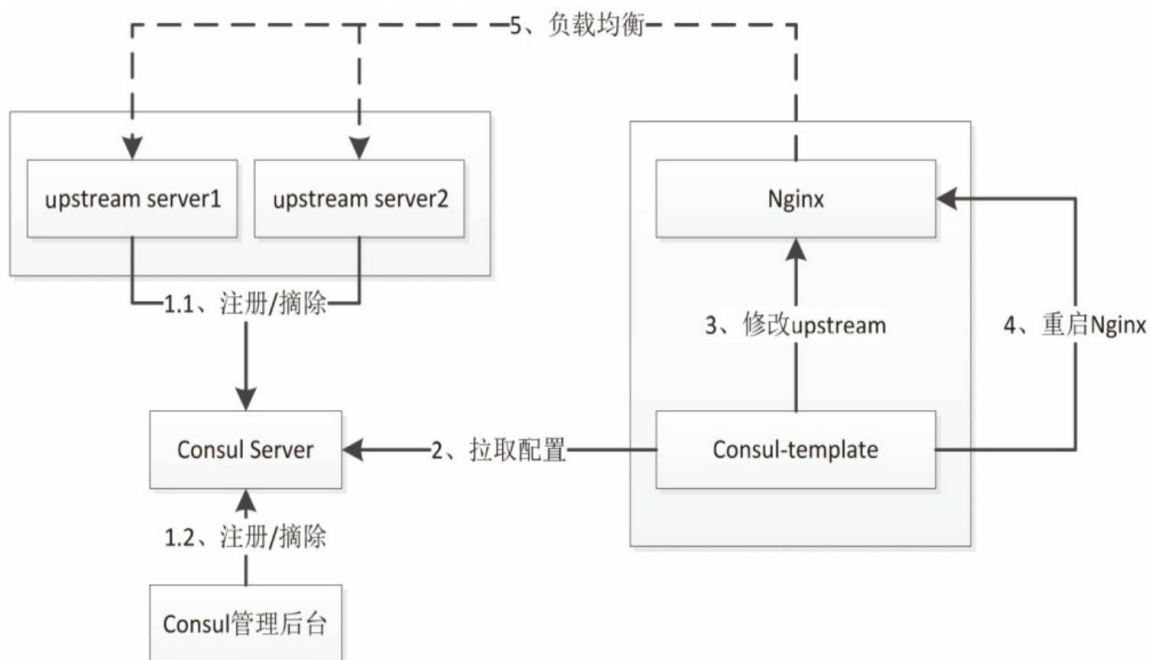 5、负载均衡
upstream server1
upstream server2
Nginx
1.1、注册/摘除
3、修改upstream
4、重启Nginx
Consul Server
2、拉取配置
Consul-template
1.2、注册/摘除
Consul管理后台